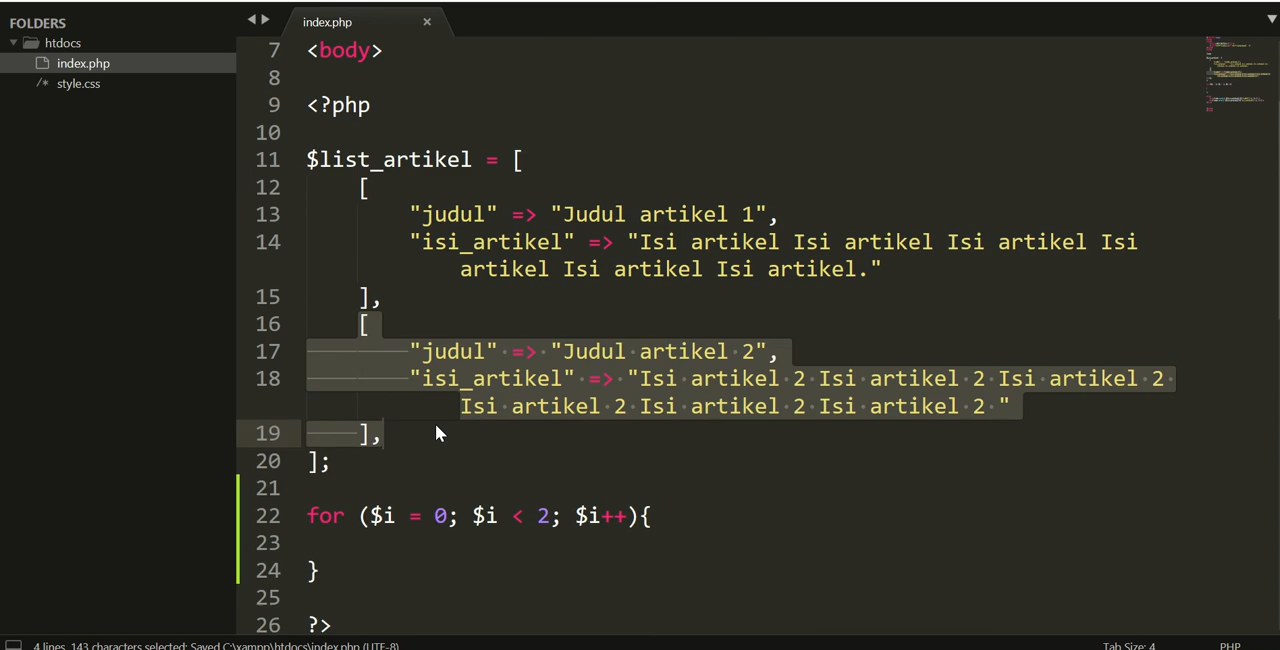 FOLDERS
htdocs
index.php
/* style.css
index.php ×
7 <body>
8
9 <?php
10
11 $list_artikel = [
12 [
13 "judul" => "Judul artikel 1",
14 "isi_artikel" => "Isi artikel Isi artikel Isi artikel Isi
artikel Isi artikel Isi artikel."
15 ],
16 [
17 "judul" => "Judul artikel 2",
18 "isi_artikel" => "Isi artikel 2 Isi artikel 2 Isi artikel 2
Isi artikel 2 Isi artikel 2 Isi artikel 2 "
19 ],
20 ];
21
22 for ($i = 0; $i < 2; $i++){
23
24 }
25
26 ?>
4 lines, 143 characters selected; Saved C:\xampp\htdocs\index.php (UTF-8)
Tab Size: 4
PHP